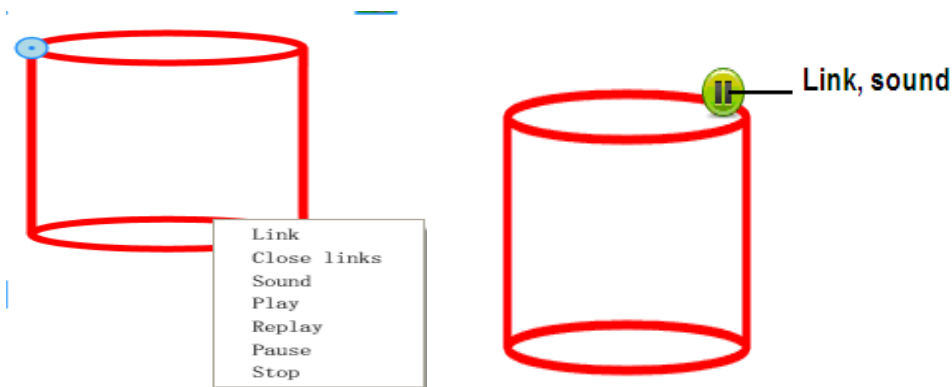 Link, sound
Link
Close links
Sound
Play
Replay
Pause
Stop